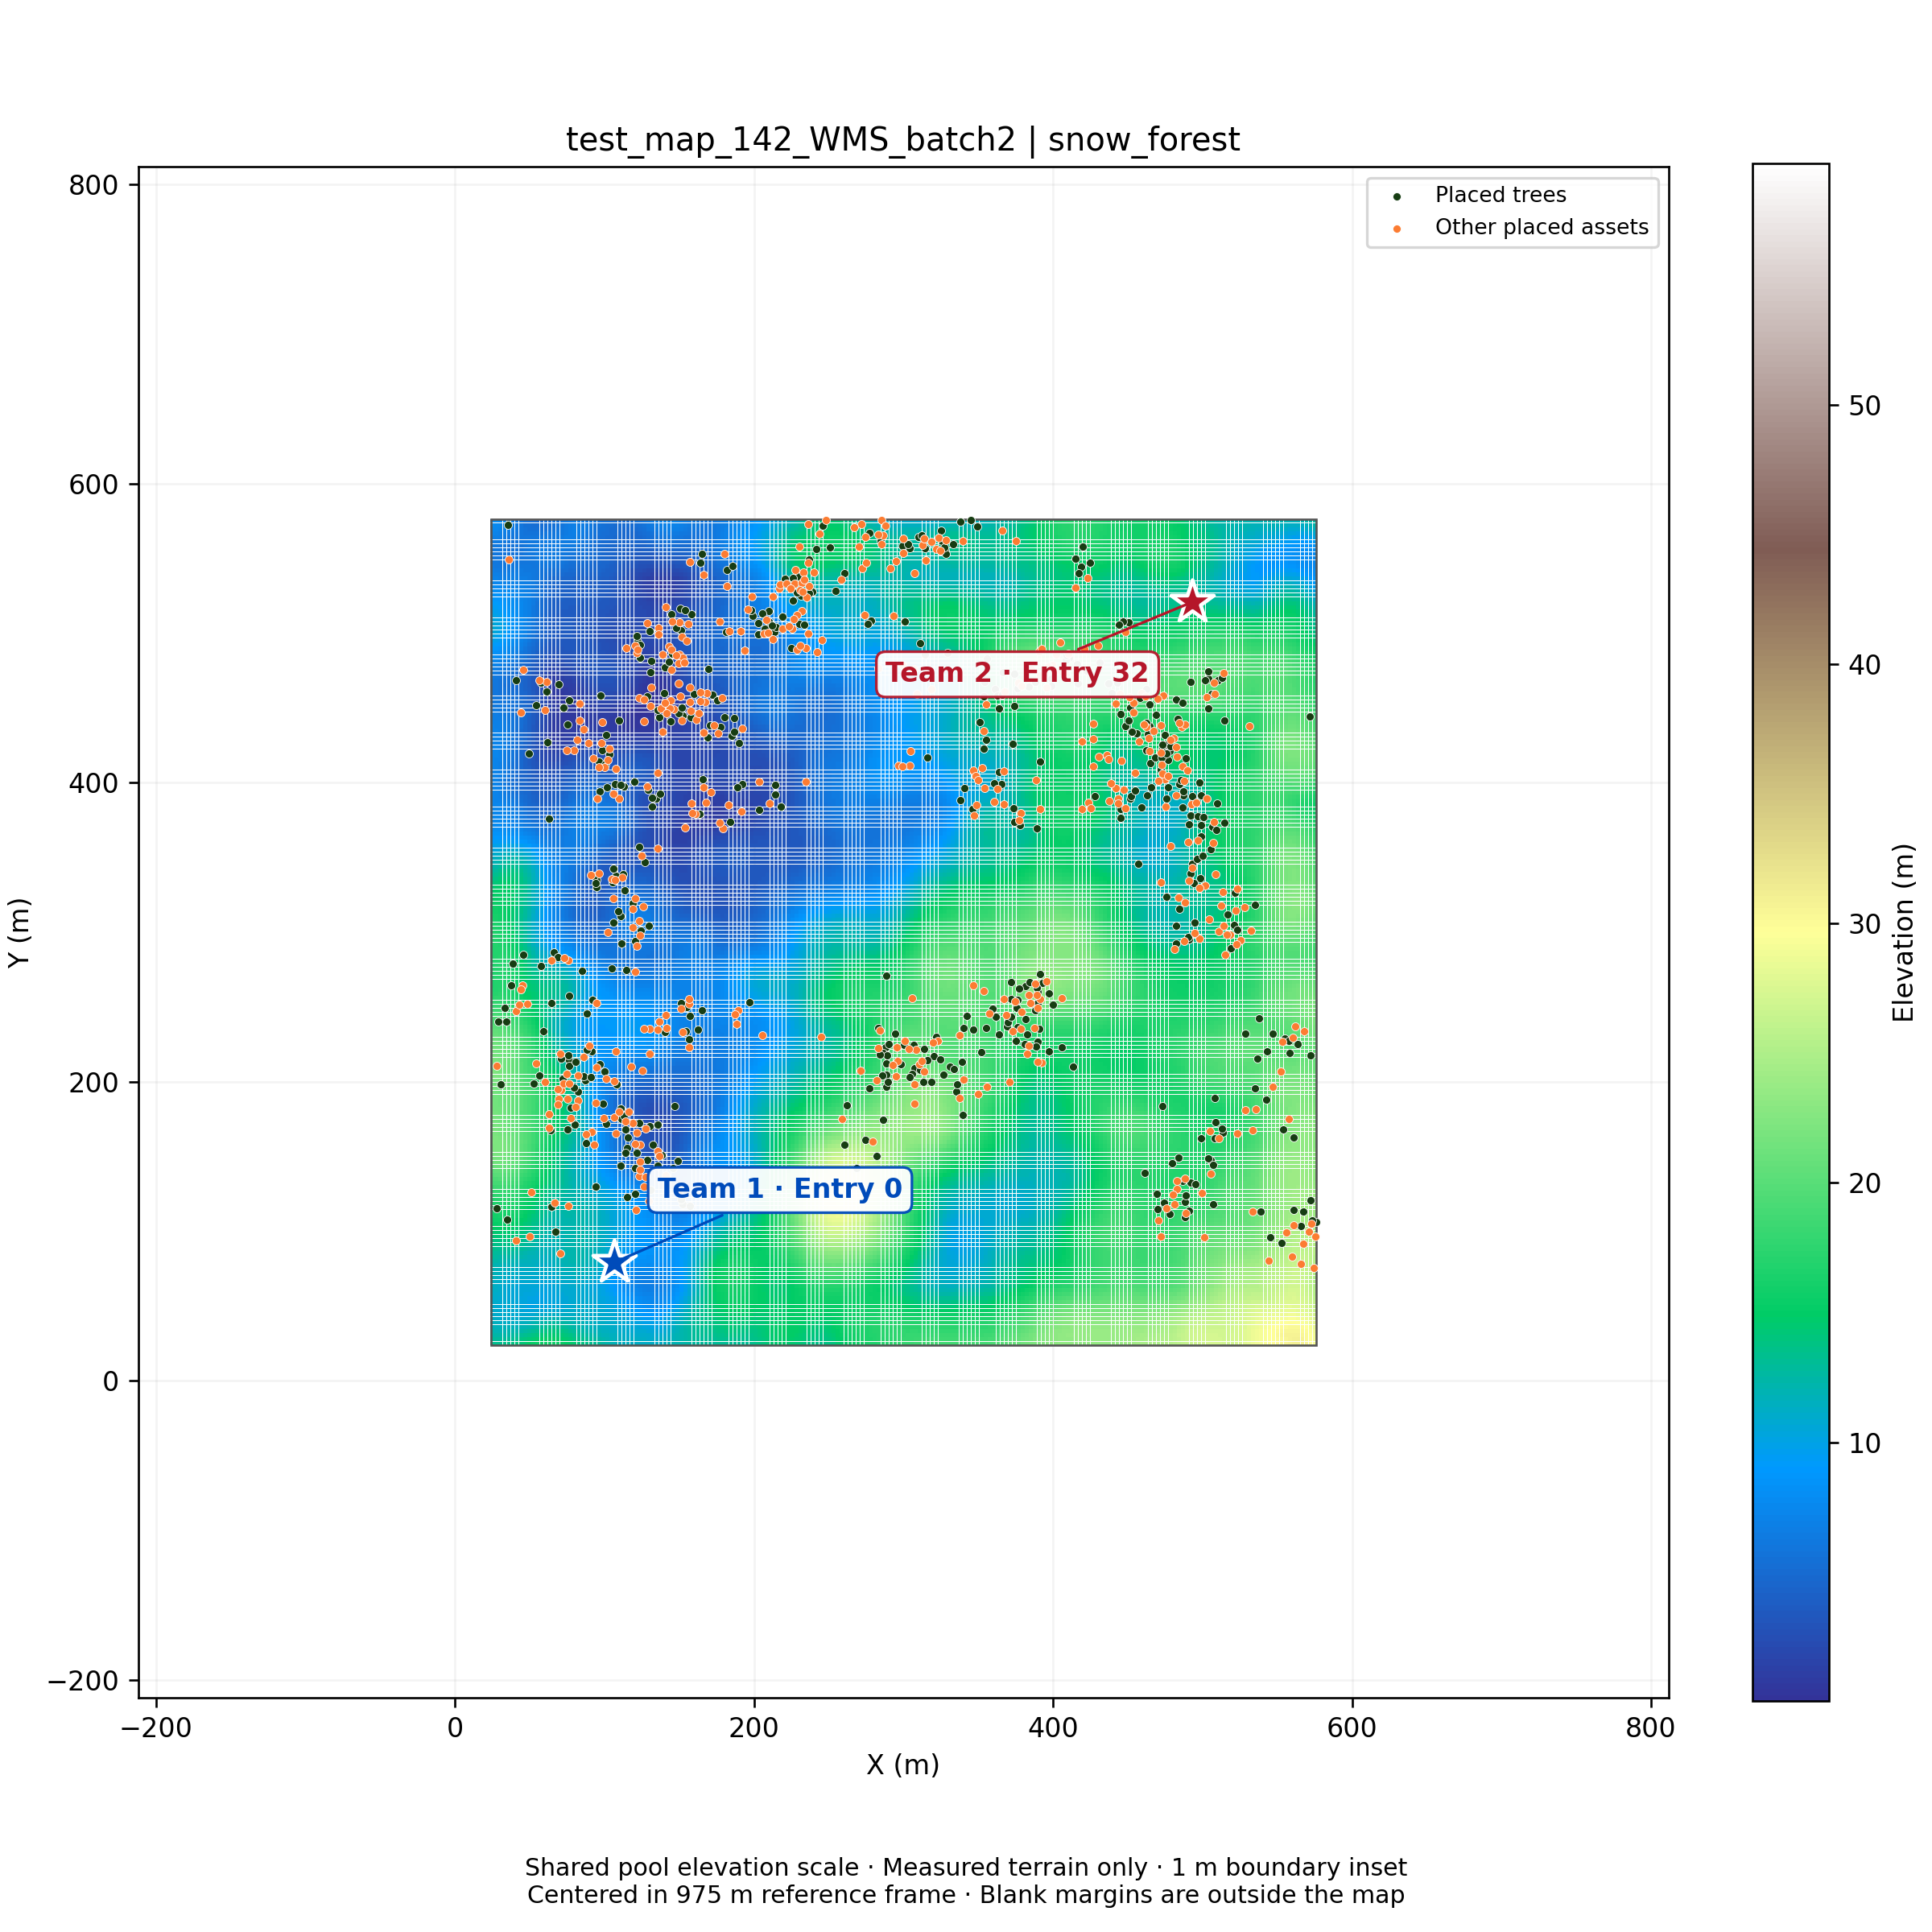 test_map_142_WMS_batch2 | snow_forest
Placed trees
Other placed assets
800
600
400
200
0
−200
−200
0
200
400
600
800
Y (m)
X (m)
Team 2 · Entry 32
Team 1 · Entry 0
50
40
30
20
10
Elevation (m)
Shared pool elevation scale · Measured terrain only · 1 m boundary inset
Centered in 975 m reference frame · Blank margins are outside the map